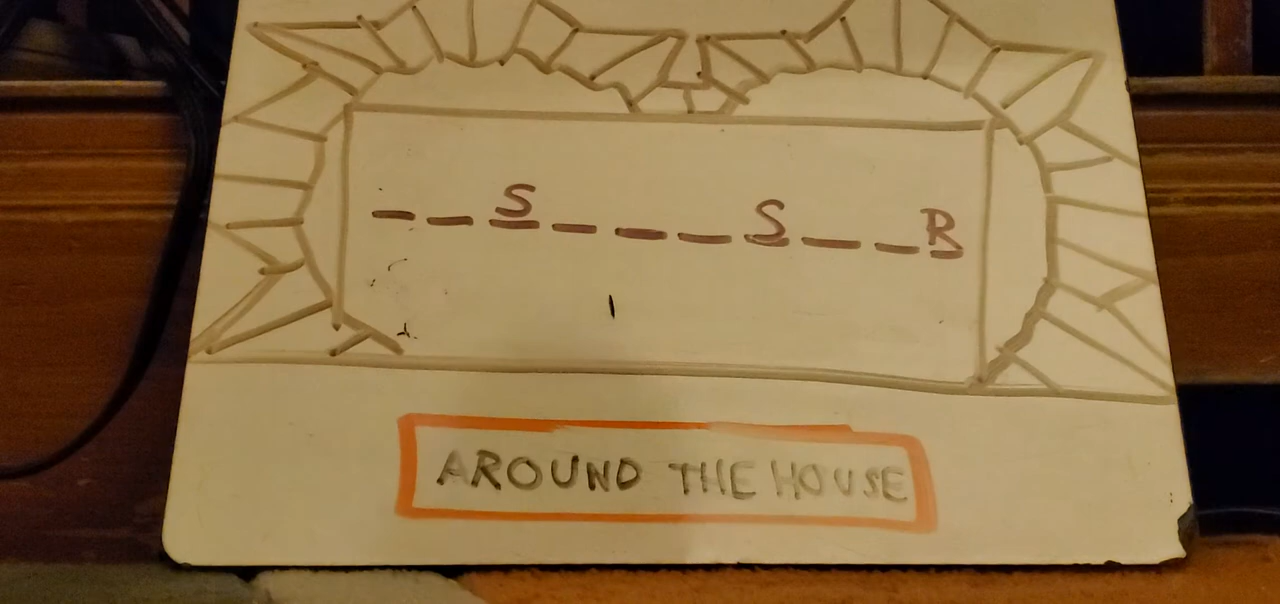 _ _ S _ _ _ S _ _ R
AROUND THE HOUSE